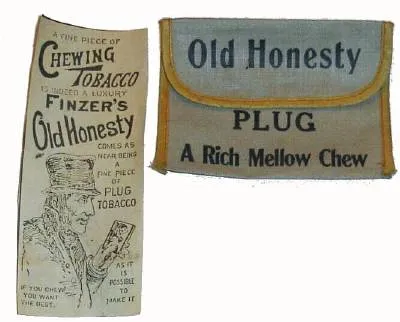 A FINE PIECE OF
CHEWING
TOBACCO
IS INDEED A LUXURY
FINZER'S
Old Honesty
COMES AS
NEAR BEING
A
FINE PIECE
OF
PLUG
TOBACCO
AS IT
IS
POSSIBLE
TO
MAKE IT
IF YOU CHEW
YOU WANT
THE BEST.
Old Honesty
PLUG
A Rich Mellow Chew